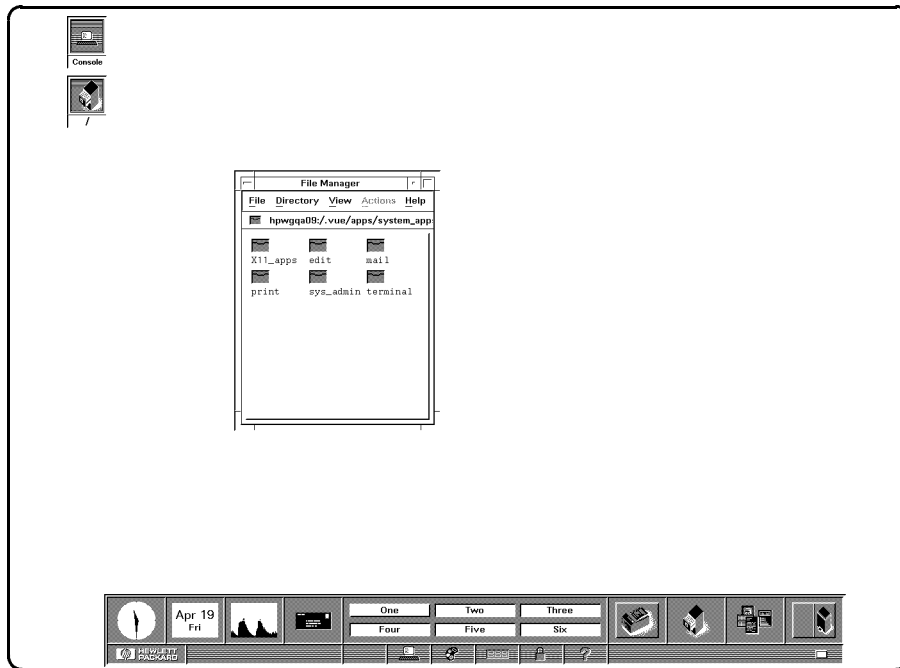 Console
/
File Manager
File Directory View Actions Help
hpwgqa09:/.vue/apps/system_app
X11_apps edit mail
print sys_admin terminal
Apr 19
Fri
One Two Three
Four Five Six
HEWLETT
PACKARD